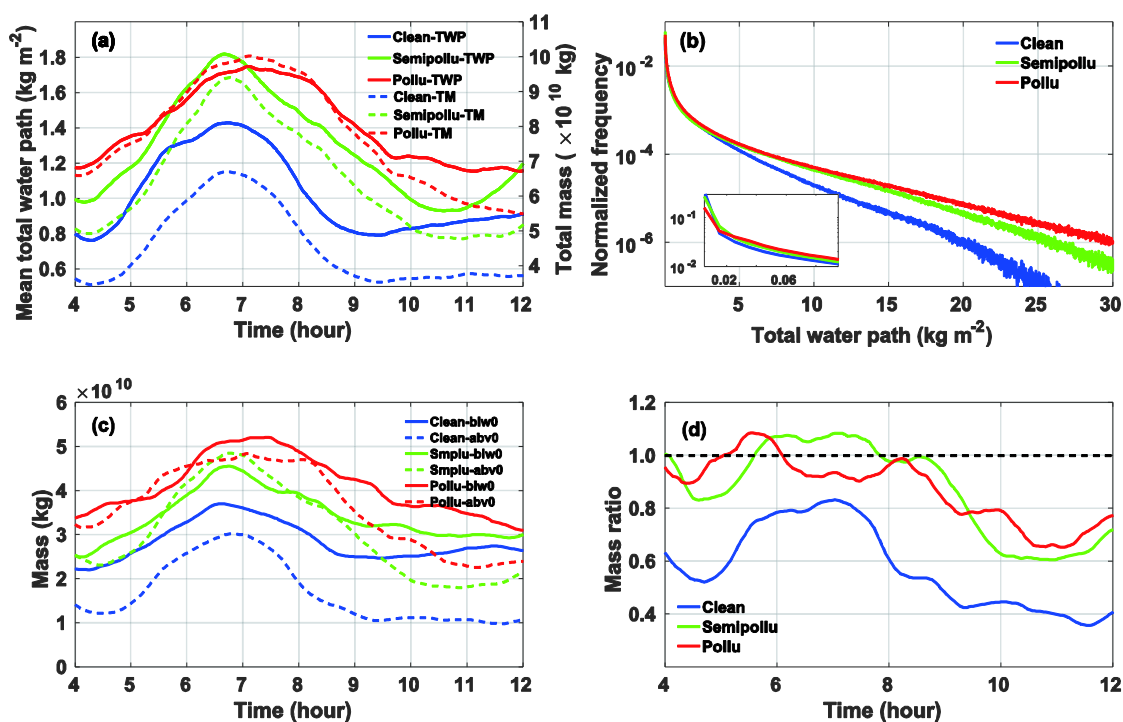 (a)
Clean-TWP
Semipollu-TWP
Pollu-TWP
Clean-TM
Semipollu-TM
Pollu-TM
Mean total water path (kg m-2)
0.6
0.8
1.0
1.2
1.4
1.6
1.8
Total mass ( ×10 10 kg)
3
4
5
6
7
8
9
10
11
4 5 6 7 8 9 10 11 12
Time (hour)
(b)
Clean
Semipollu
Pollu
Normalized frequency
10-2
10-4
10-6
10-1
10-2
0.02 0.06
5 10 15 20 25 30
Total water path (kg m-2)
(c)
×10 10
Clean-blw0
Clean-abv0
Smplu-blw0
Smplu-abv0
Pollu-blw0
Pollu-abv0
Mass (kg)
6
5
4
3
2
1
0
4 5 6 7 8 9 10 11 12
Time (hour)
(d)
Mass ratio
1.2
1.0
0.8
0.6
0.4
0.2
Clean
Semipollu
Pollu
4 6 8 10 12
Time (hour)